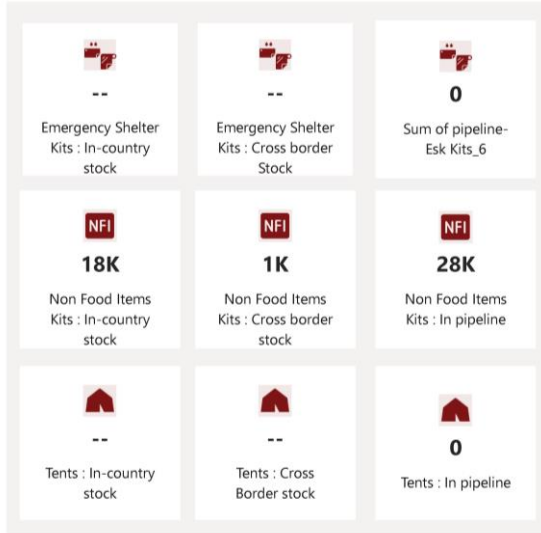 --
Emergency Shelter
Kits : In-country
stock
--
Emergency Shelter
Kits : Cross border
Stock
0
Sum of pipeline-
Esk Kits_6
NFI
18K
Non Food Items
Kits : In-country
stock
NFI
1K
Non Food Items
Kits : Cross border
stock
NFI
28K
Non Food Items
Kits : In pipeline
--
Tents : In-country
stock
--
Tents : Cross
Border stock
0
Tents : In pipeline